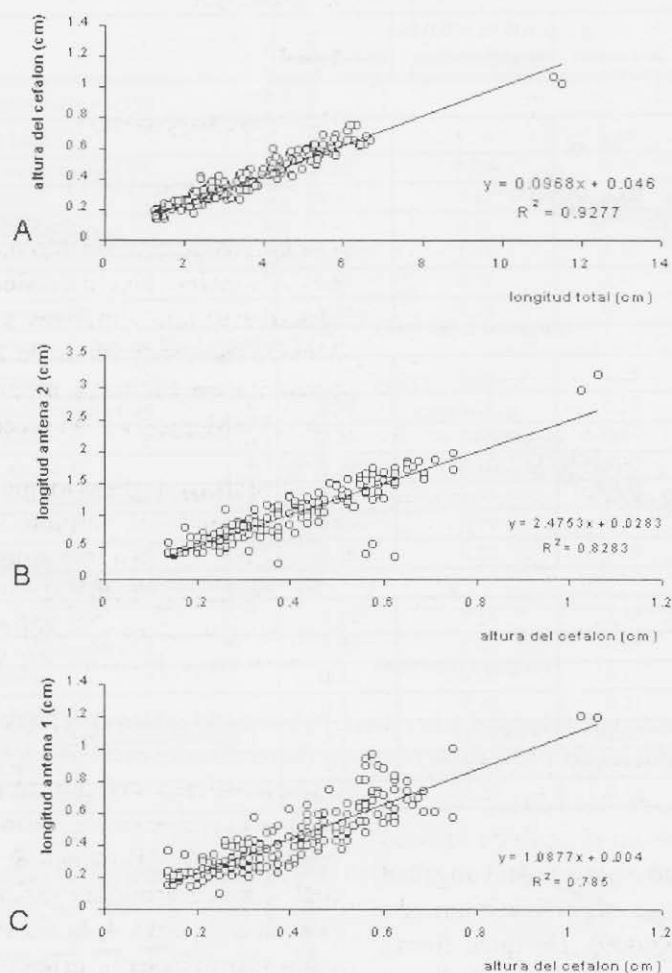 altura del cefalon (cm)
1.4
1.2
1
0.8
0.6
0.4
0.2
0
A
y = 0.0968x + 0.046
R² = 0.9277
0 2 4 6 8 10 12 14
longitud total (cm)
longitud antena 2 (cm)
3.5
3
2.5
2
1.5
1
0.5
0
B
y = 2.4753x + 0.0283
R² = 0.8283
0 0.2 0.4 0.6 0.8 1 1.2
altura del cefalon (cm)
longitud antena 1 (cm)
1.4
1.2
1
0.8
0.6
0.4
0.2
0
C
y = 1.0877x + 0.004
R² = 0.785
0 0.2 0.4 0.6 0.8 1 1.2
altura del cefalon (cm)